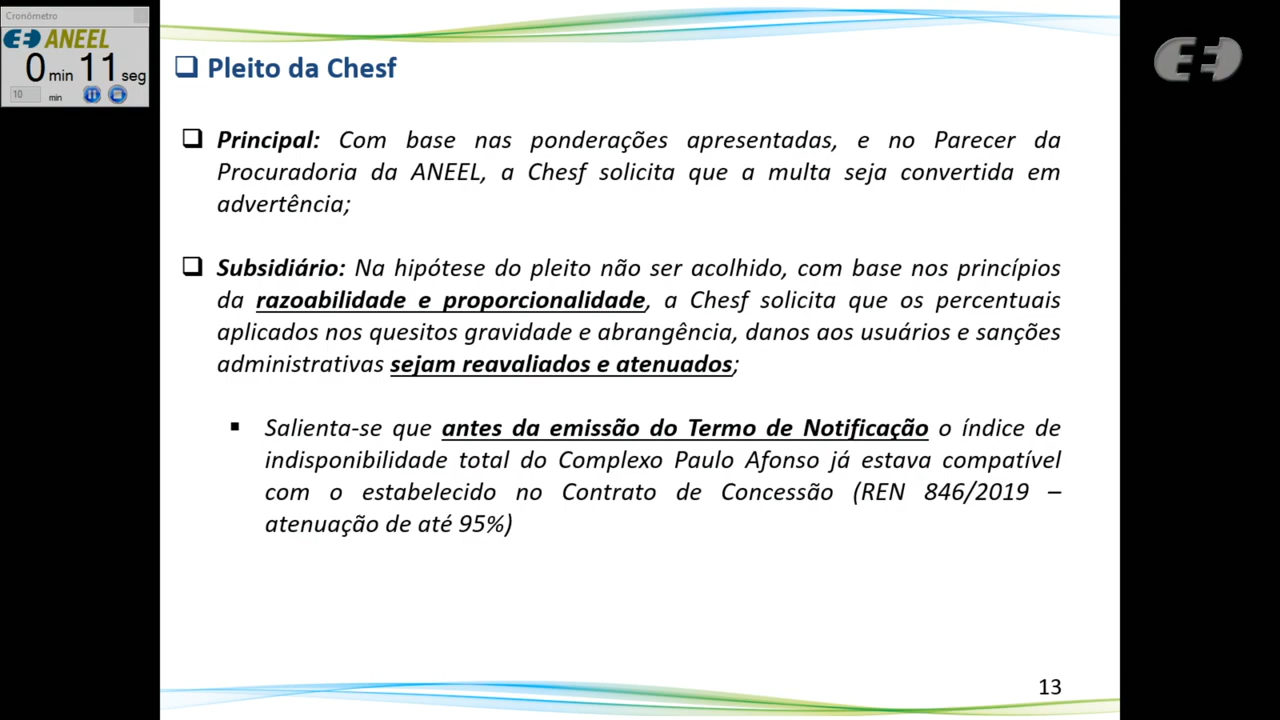 Cronômetro
ANEEL
0 min 11 seg
10 min
Pleito da Chesf
Principal: Com base nas ponderações apresentadas, e no Parecer da
Procuradoria da ANEEL, a Chesf solicita que a multa seja convertida em
advertência;
Subsidiário: Na hipótese do pleito não ser acolhido, com base nos princípios
da razoabilidade e proporcionalidade, a Chesf solicita que os percentuais
aplicados nos quesitos gravidade e abrangência, danos aos usuários e sanções
administrativas sejam reavaliados e atenuados;
Salienta-se que antes da emissão do Termo de Notificação o índice de
indisponibilidade total do Complexo Paulo Afonso já estava compatível
com o estabelecido no Contrato de Concessão (REN 846/2019 –
atenuação de até 95%)
13